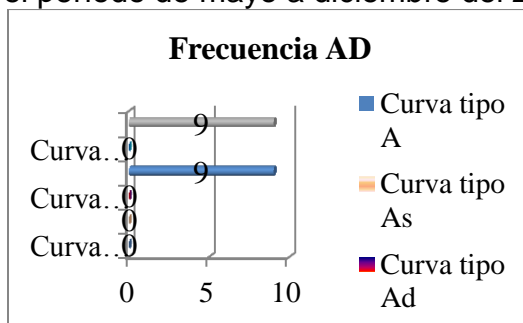 el periodo de mayo a diciembre del 2
Frecuencia AD
9
Curva…0
9
Curva…0
0
Curva…0
0 5 10
Curva tipo
A
Curva tipo
As
Curva tipo
Ad